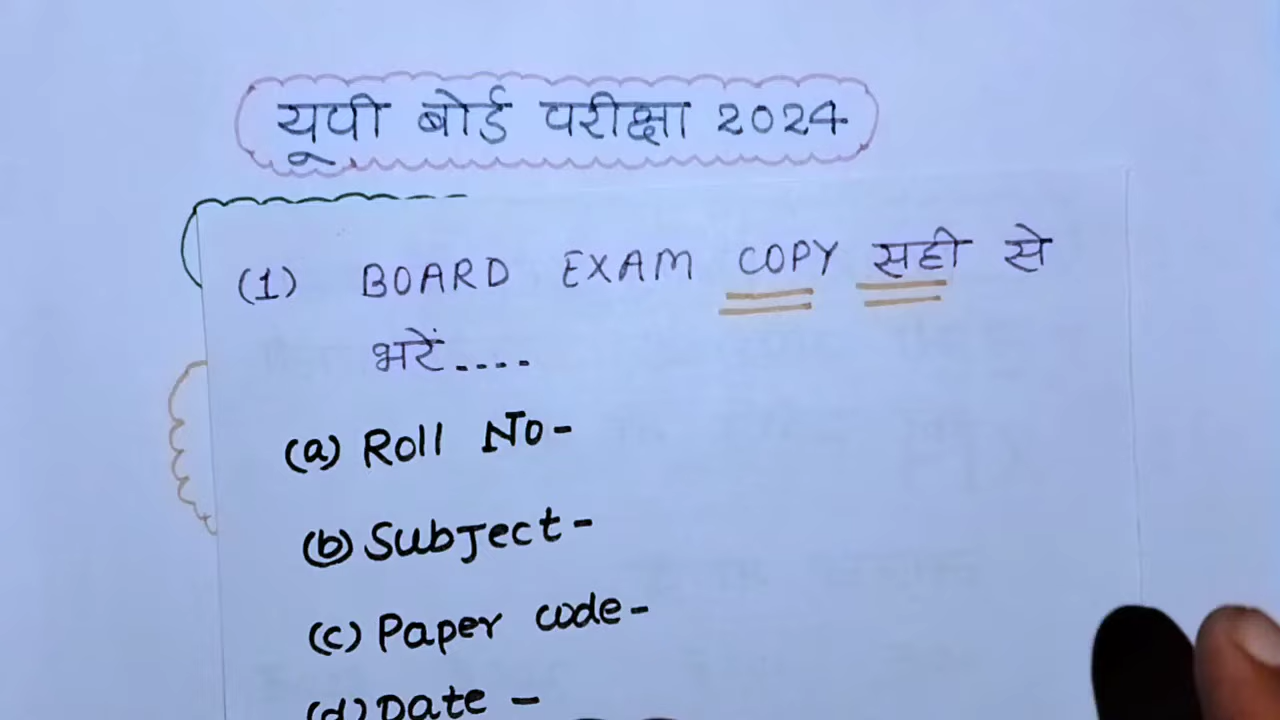 यूपी बोर्ड परीक्षा 2024
(1) BOARD EXAM COPY सही से
भरें....
(a) Roll No-
(b) Subject-
(c) Paper code-
(d) Date -